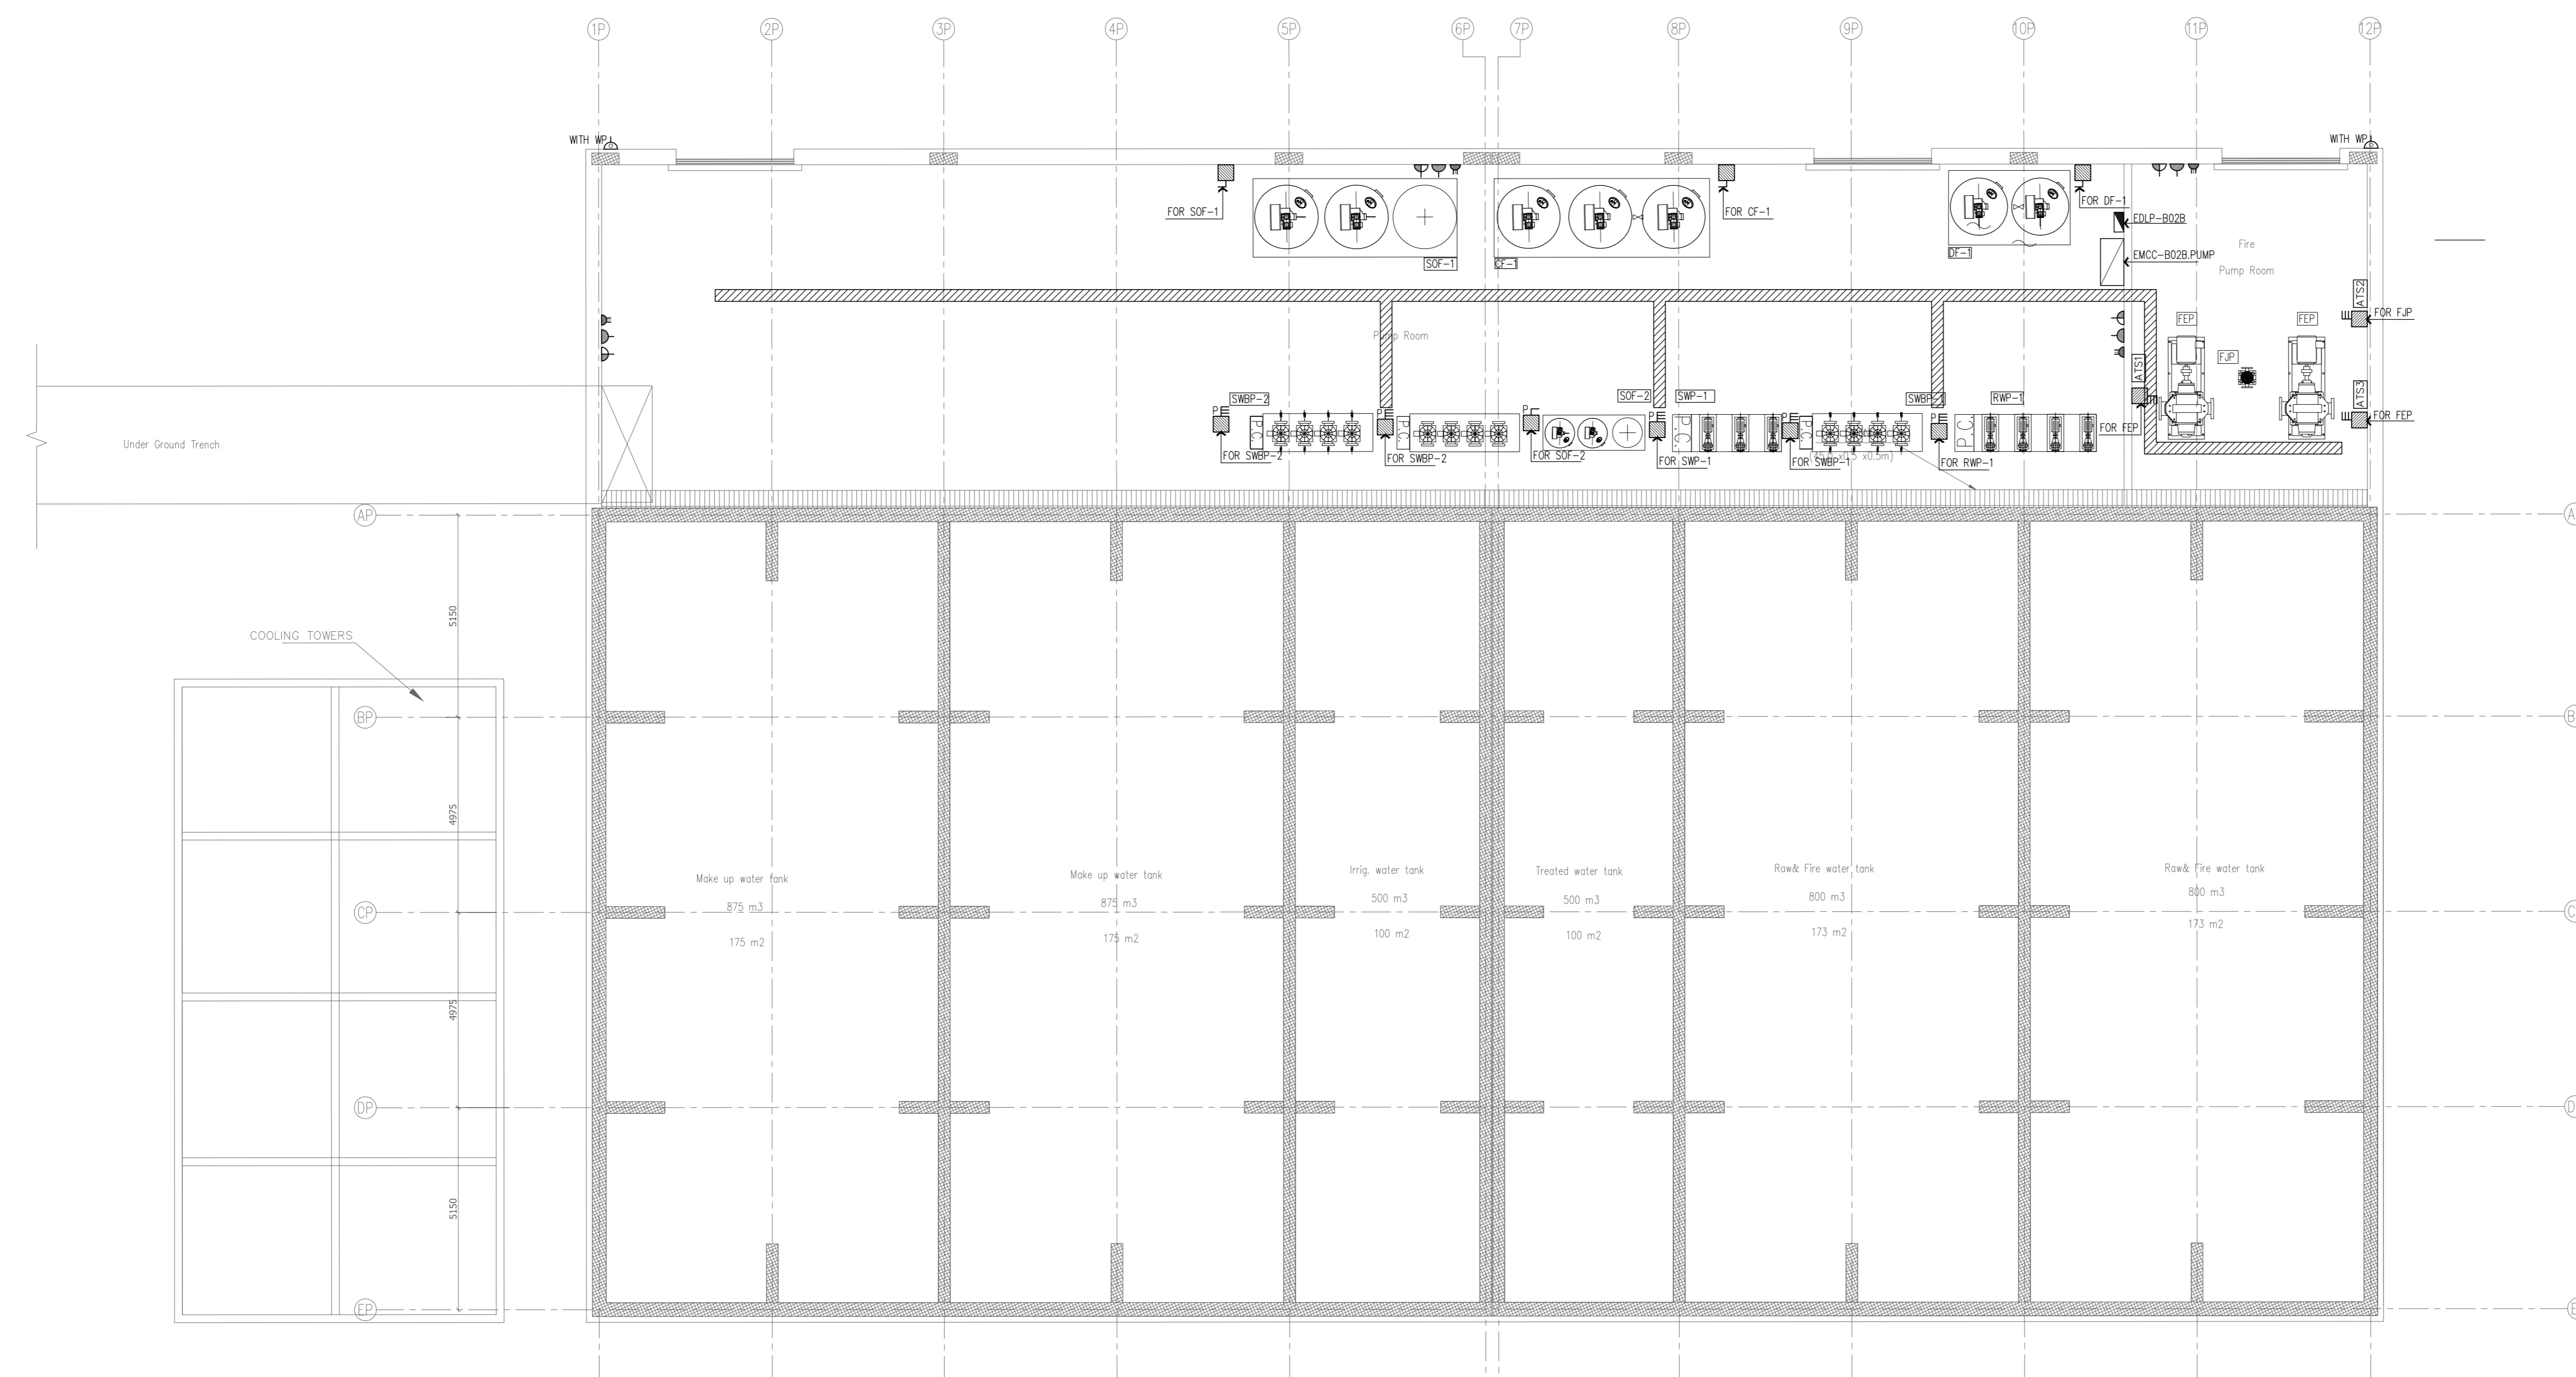 1P
2P
3P
4P
5P
6P
7P
8P
9P
10P
11P
12P
WITH WP
WITH WP
FOR SOF-1
SOF-1
CF-1
FOR CF-1
DF-1
FOR DF-1
EDLP-B02B
EMCC-B02B.PUMP
Fire
Pump Room
ATS2
FOR FJP
FEP
FEP
FJP
Pump Room
ATS1
ATS3
SWBP-2
SOF-2
SWP-1
SWBP-1
RWP-1
P
P
P
P
P
P
P.C.
P.C.
P.C.
P.C.
P.C.
FOR SWBP-2
FOR SWBP-2
FOR SOF-2
FOR SWP-1
FOR SWBP-1
FOR RWP-1
FOR FEP
FOR FEP
Under Ground Trench
AP
A
5150
COOLING TOWERS
BP
B
4975
Make up water tank
875 m3
175 m2
Make up water tank
875 m3
175 m2
Irrig. water tank
500 m3
100 m2
Treated water tank
500 m3
100 m2
Raw& Fire water tank
800 m3
173 m2
Raw& Fire water tank
800 m3
173 m2
CP
C
4975
DP
D
5150
EP